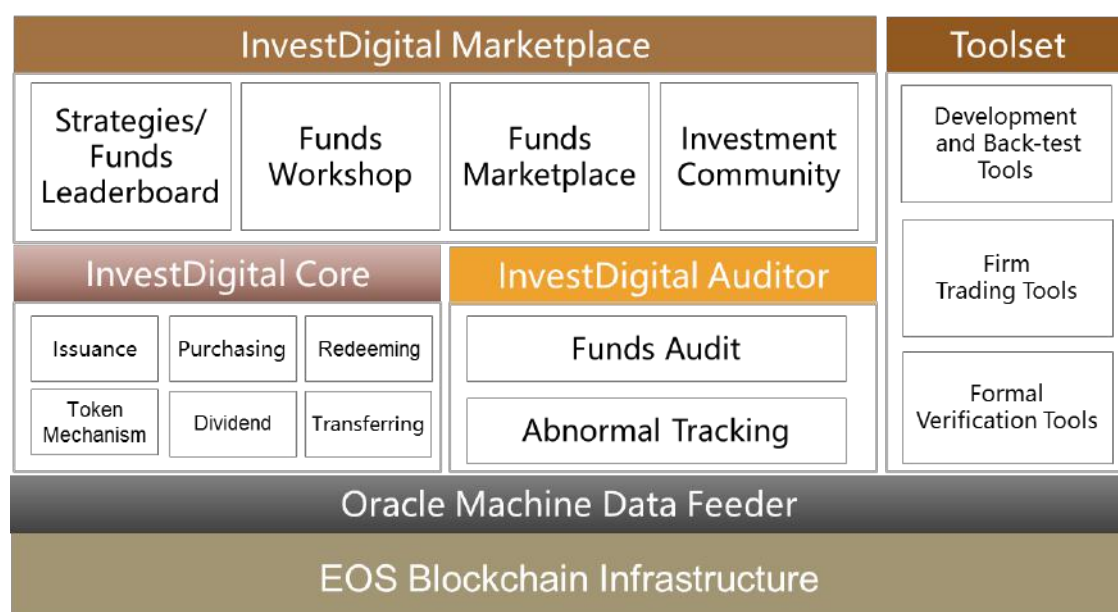 InvestDigital Marketplace
Strategies/
Funds
Leaderboard
Funds
Workshop
Funds
Marketplace
Investment
Community
Toolset
Development
and Back-test
Tools
Firm
Trading Tools
Formal
Verification Tools
InvestDigital Core
Issuance
Purchasing
Redeeming
Token
Mechanism
Dividend
Transferring
InvestDigital Auditor
Funds Audit
Abnormal Tracking
Oracle Machine Data Feeder
EOS Blockchain Infrastructure